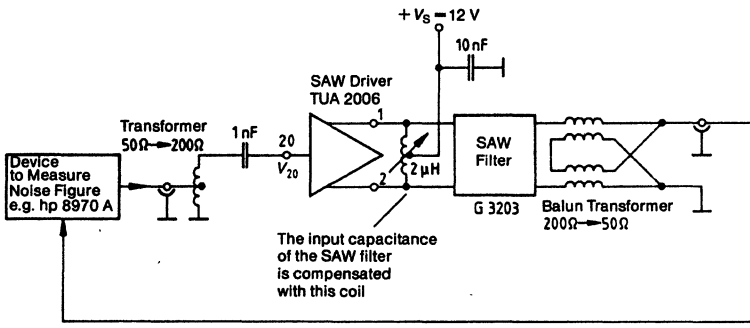 + Vs = 12 V
10 nF
SAW Driver
TUA 2006
Transformer
50Ω→200Ω
1 nF
20
V20
1
2
2 µH
SAW
Filter
G 3203
Device
to Measure
Noise Figure
e.g. hp 8970 A
Balun Transformer
200Ω→50Ω
The input capacitance
of the SAW filter
is compensated
with this coil